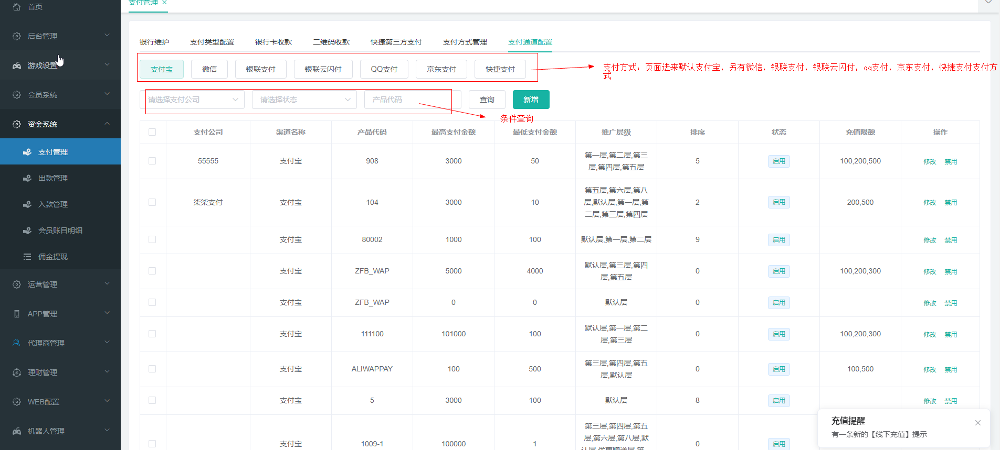 首页
后台管理
游戏设置
会员系统
资金系统
支付管理
出款管理
入款管理
会员账目明细
佣金提现
运营管理
APP管理
代理商管理
理财管理
WEB配置
机器人管理
支付管理
银行维护 支付类型配置 银行卡收款 二维码收款 快捷第三方支付 支付方式管理 支付通道配置
支付宝 微信 银联支付 银联云闪付 QQ支付 京东支付 快捷支付
支付方式：页面进来默认支付宝，另有微信，银联支付，银联云闪付，qq支付，京东支付，快捷支付支付方
式
请选择支付公司 请选择状态 产品代码 查询 新增
条件查询
支付公司 渠道名称 产品代码 最高支付金额 最低支付金额 推广层级 排序 状态 充值限额 操作
55555 支付宝 908 3000 50 第一层,第二层,第三 5 启用 100,200,500 修改 禁用
层,第四层,第五层
柒柒支付 支付宝 104 3000 10 第五层,第六层,第八 2 启用 200,500 修改 禁用
层,默认层,第一层,第
二层,第三层,第四层
支付宝 80002 1000 100 默认层,第一层,第二层 9 启用 修改 禁用
支付宝 ZFB_WAP 5000 4000 默认层,第三层,第四 0 启用 100,200,300 修改 禁用
层,第五层
支付宝 ZFB_WAP 0 0 默认层 0 启用 修改 禁用
支付宝 111100 101000 100 默认层,第一层,第二 0 启用 100,200,300 修改 禁用
层,第三层
支付宝 ALIWAPPAY 100 500 第三层,第四层,第五 0 启用 100,500 修改 禁用
层,默认层
支付宝 5 3000 100 默认层 8 启用 修改 禁用
支付宝 1009-1 100000 1 第三层,第四层,第五 0 启用
层,第六层,第八层,默
充值提醒
有一条新的【线下充值】提示